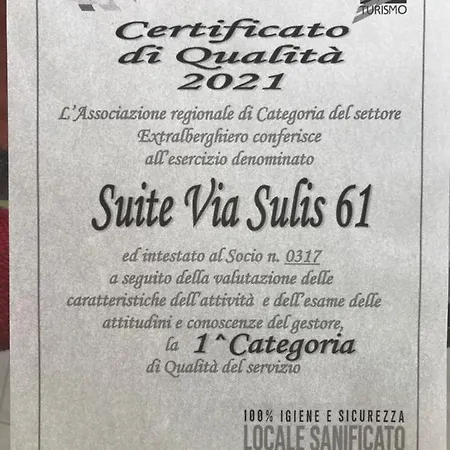 TURISMO
Certificato
di Qualità
2021
L'Associazione regionale di Categoria del settore
Extralberghiero conferisce
all'esercizio denominato
Suite Via Sulis 61
ed intestato al Socio n. 0317
a seguito della valutazione delle
caratteristiche dell'attività e dell'esame delle
attitudini e conoscenze del gestore,
la 1^Categoria
di Qualità del servizio
100% IGIENE E SICUREZZA
LOCALE SANIFICATO